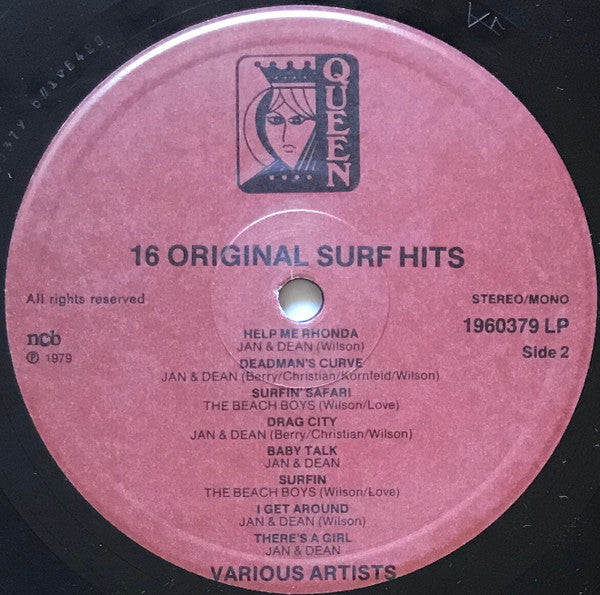 QUEEN
16 ORIGINAL SURF HITS
All rights reserved
STEREO/MONO
ncb
1960379 LP
Ⓟ 1979
Side 2
HELP ME RHONDA
JAN & DEAN (Wilson)
DEADMAN'S CURVE
JAN & DEAN (Berry/Christian/Kornfeld/Wilson)
SURFIN' SAFARI
THE BEACH BOYS (Wilson/Love)
DRAG CITY
JAN & DEAN (Berry/Christian/Wilson)
BABY TALK
JAN & DEAN
SURFIN
THE BEACH BOYS (Wilson/Love)
I GET AROUND
JAN & DEAN (Wilson)
THERE'S A GIRL
JAN & DEAN
VARIOUS ARTISTS